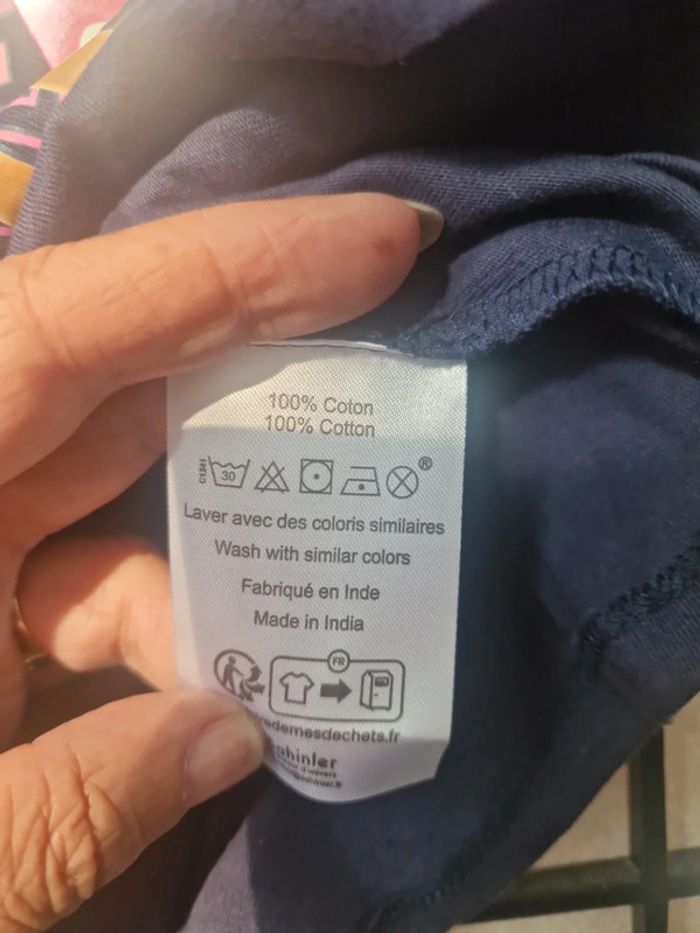 100% Coton
100% Cotton
C1241
30
®
Laver avec des coloris similaires
Wash with similar colors
Fabriqué en Inde
Made in India
FR